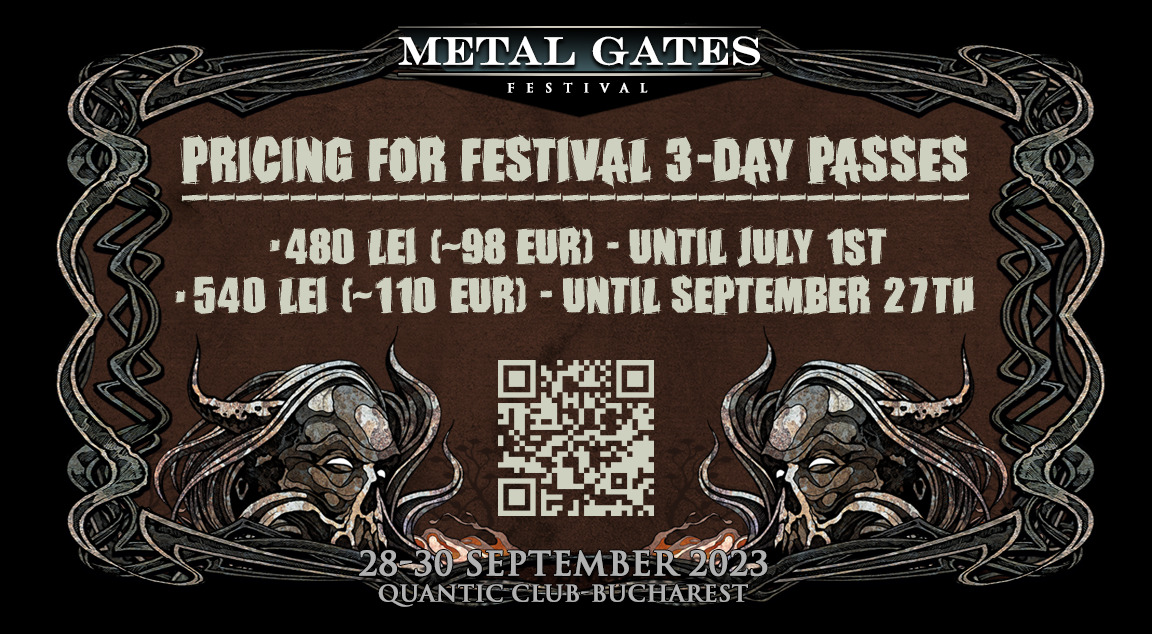 METAL GATES
FESTIVAL
PRICING FOR FESTIVAL 3-DAY PASSES
• 480 LEI (~98 EUR) - UNTIL JULY 1ST
• 540 LEI (~110 EUR) - UNTIL SEPTEMBER 27TH
28-30 SEPTEMBER 2023
QUANTIC CLUB-BUCHAREST